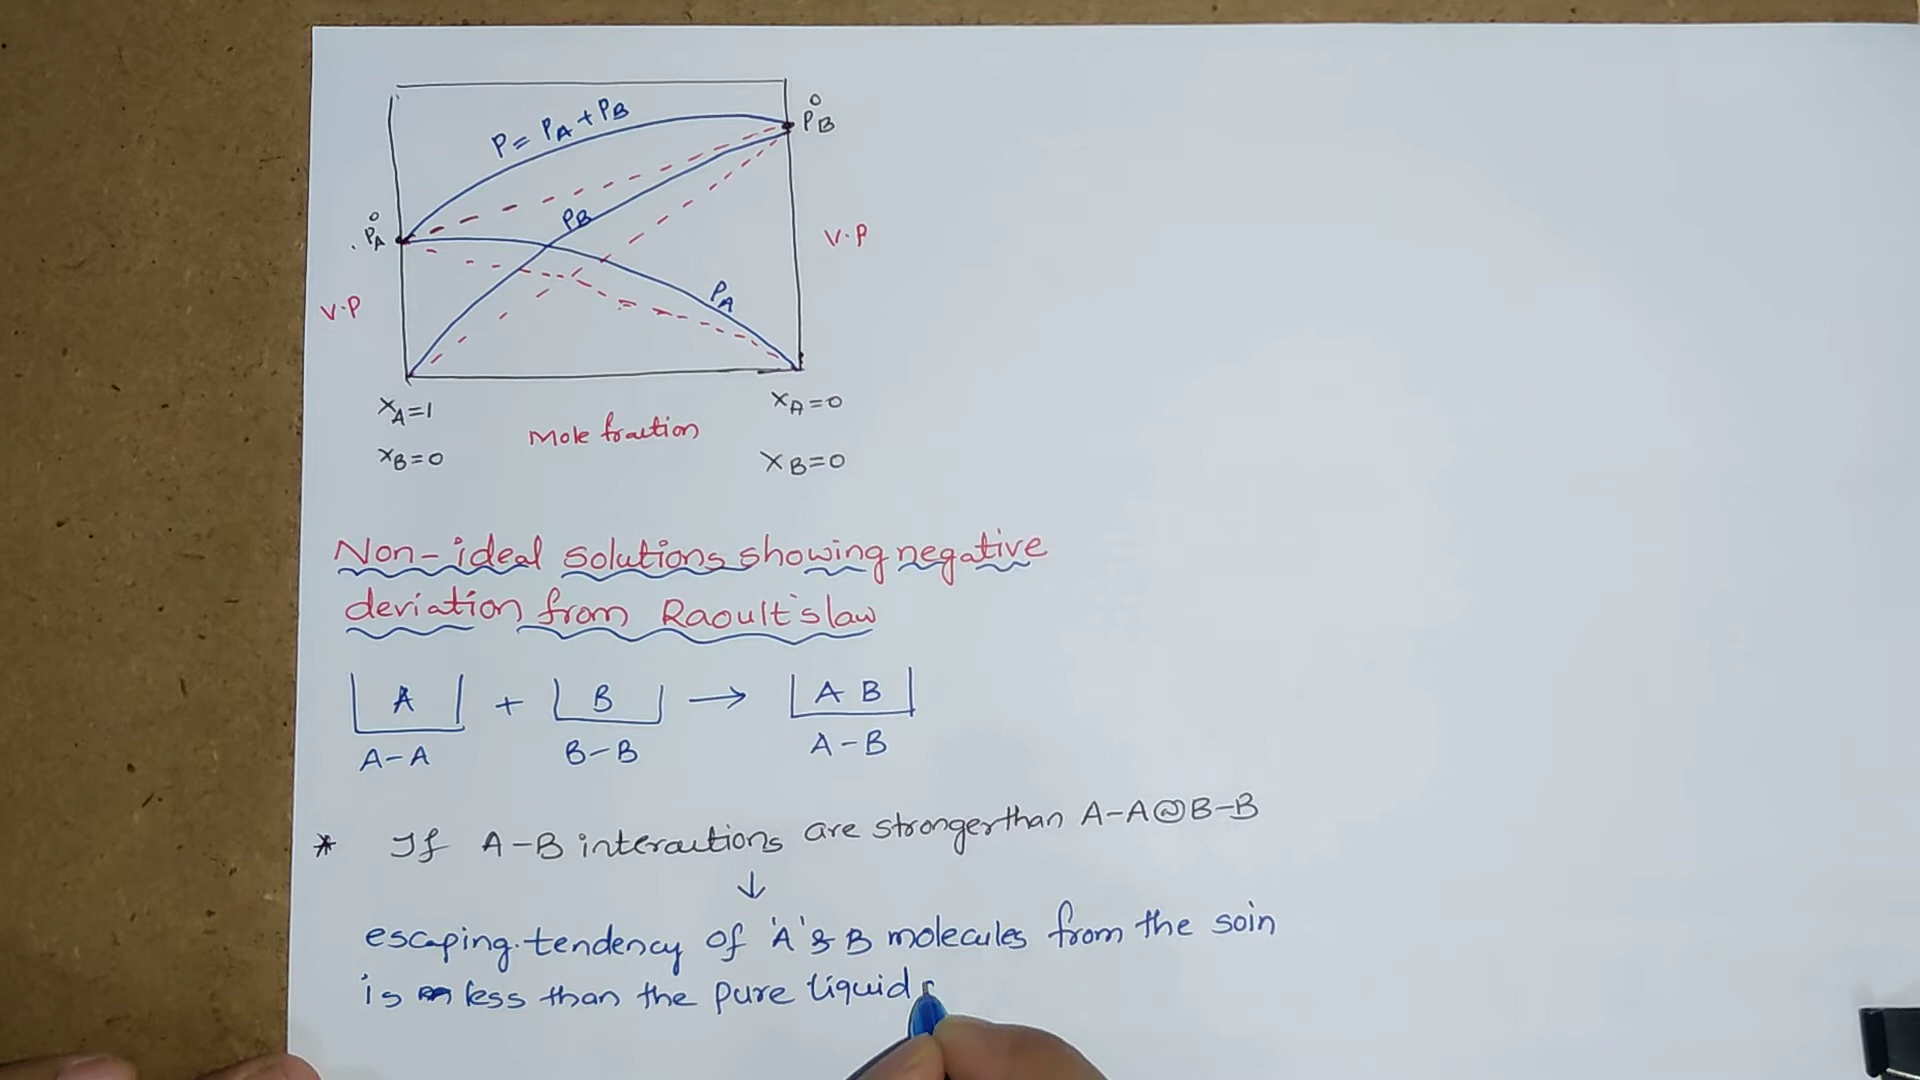 P = PA + PB
P°B
P°A
PB
V.P
PA
V.P
XA=1
XA=0
Mole fraction
XB=0
XB=0
Non-ideal solutions showing negative
deviation from Raoult's law
A + B → A B
A-A B-B A-B
* If A-B interactions are stronger than A-A @ B-B
↓
escaping tendency of 'A' & B molecules from the soln
is less than the pure liquids